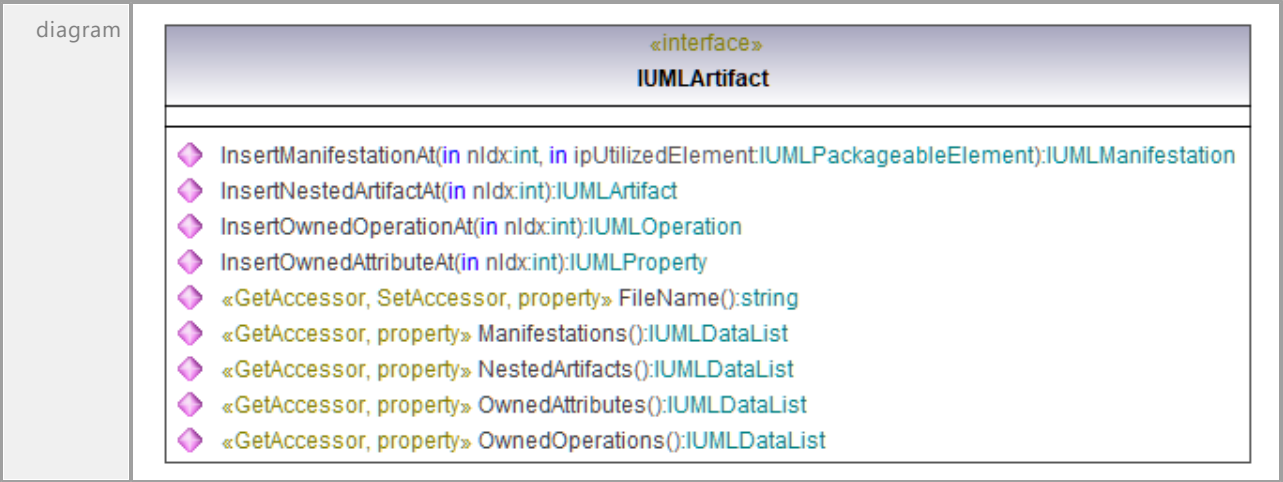 diagram
«interface»
IUMLArtifact
InsertManifestationAt(in nIdx:int, in ipUtilizedElement:IUMLPackageableElement):IUMLManifestation
InsertNestedArtifactAt(in nIdx:int):IUMLArtifact
InsertOwnedOperationAt(in nIdx:int):IUMLOperation
InsertOwnedAttributeAt(in nIdx:int):IUMLProperty
«GetAccessor, SetAccessor, property» FileName():string
«GetAccessor, property» Manifestations():IUMLDataList
«GetAccessor, property» NestedArtifacts():IUMLDataList
«GetAccessor, property» OwnedAttributes():IUMLDataList
«GetAccessor, property» OwnedOperations():IUMLDataList